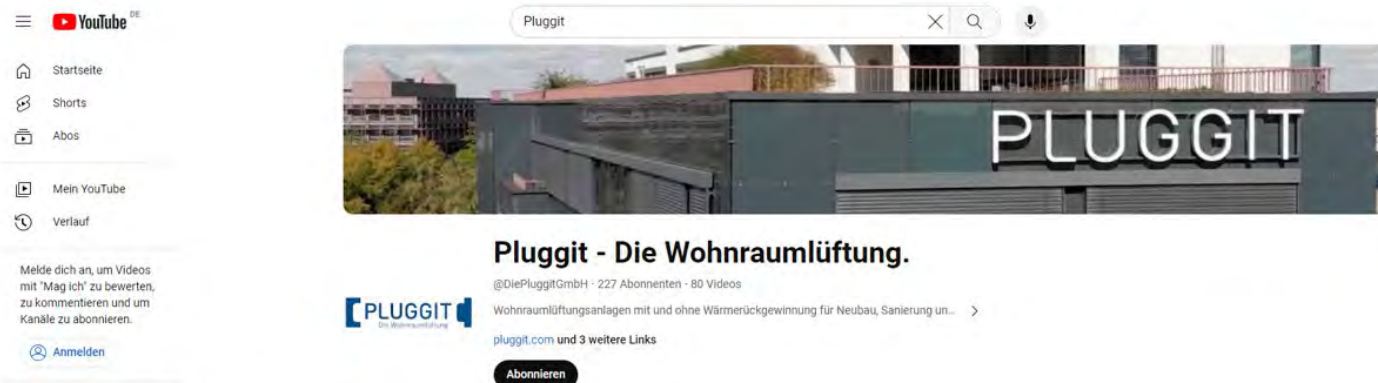 YouTube DE
Pluggit
Startseite
Shorts
Abos
Mein YouTube
Verlauf
Melde dich an, um Videos
mit "Mag ich" zu bewerten,
zu kommentieren und um
Kanäle zu abonnieren.
Anmelden
PLUGGIT
Pluggit - Die Wohnraumlüftung.
@DiePluggitGmbH · 227 Abonnenten · 80 Videos
PLUGGIT
Die Wohnraumlüftung
Wohnraumlüftungsanlagen mit und ohne Wärmerückgewinnung für Neubau, Sanierung un...
pluggit.com und 3 weitere Links
Abonnieren